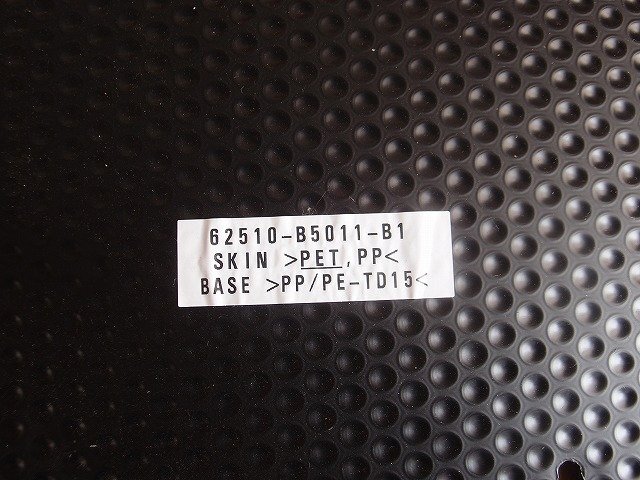 62510-B5011-B1
SKIN >PET,PP<
BASE >PP/PE-TD15<